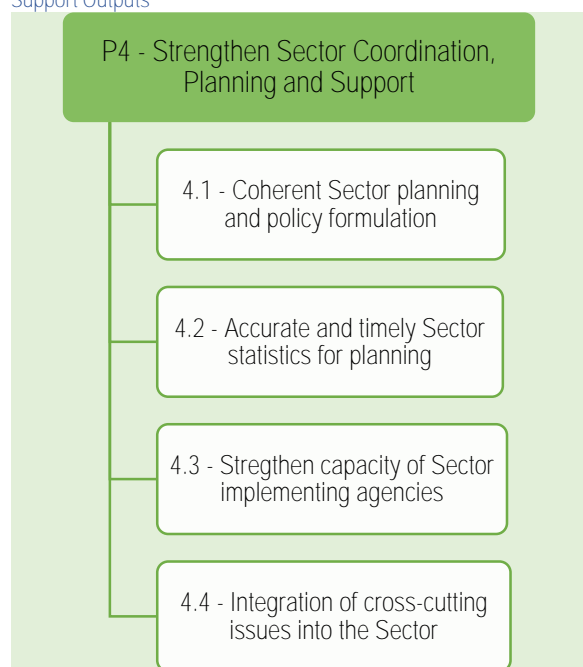 Support Outputs
P4 - Strengthen Sector Coordination,
Planning and Support
4.1 - Coherent Sector planning
and policy formulation
4.2 - Accurate and timely Sector
statistics for planning
4.3 - Stregthen capacity of Sector
implementing agencies
4.4 - Integration of cross-cutting
issues into the Sector